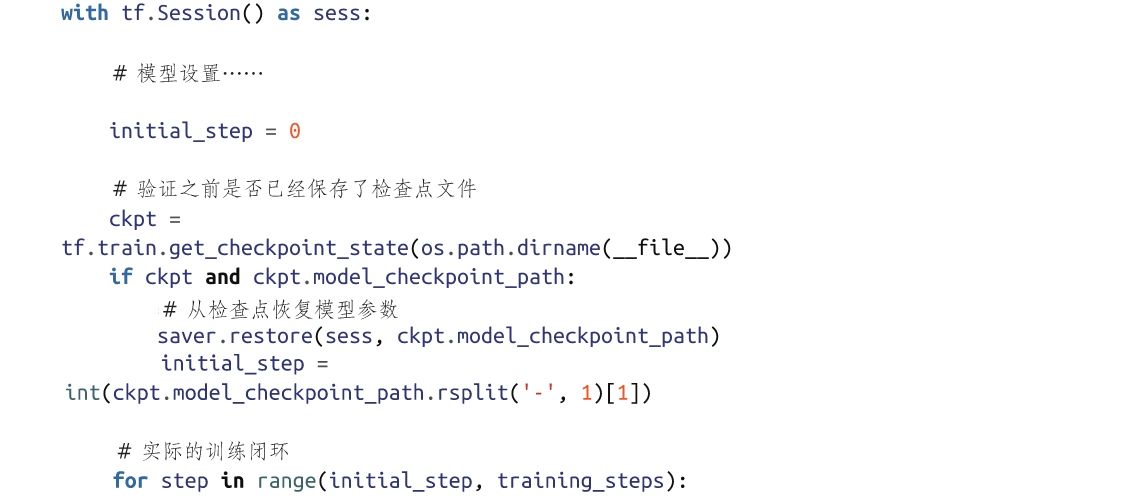 with tf.Session() as sess:
# 模型设置……
initial_step = 0
# 验证之前是否已经保存了检查点文件
ckpt =
tf.train.get_checkpoint_state(os.path.dirname(__file__))
if ckpt and ckpt.model_checkpoint_path:
# 从检查点恢复模型参数
saver.restore(sess, ckpt.model_checkpoint_path)
initial_step =
int(ckpt.model_checkpoint_path.rsplit('-', 1)[1])
# 实际的训练闭环
for step in range(initial_step, training_steps):